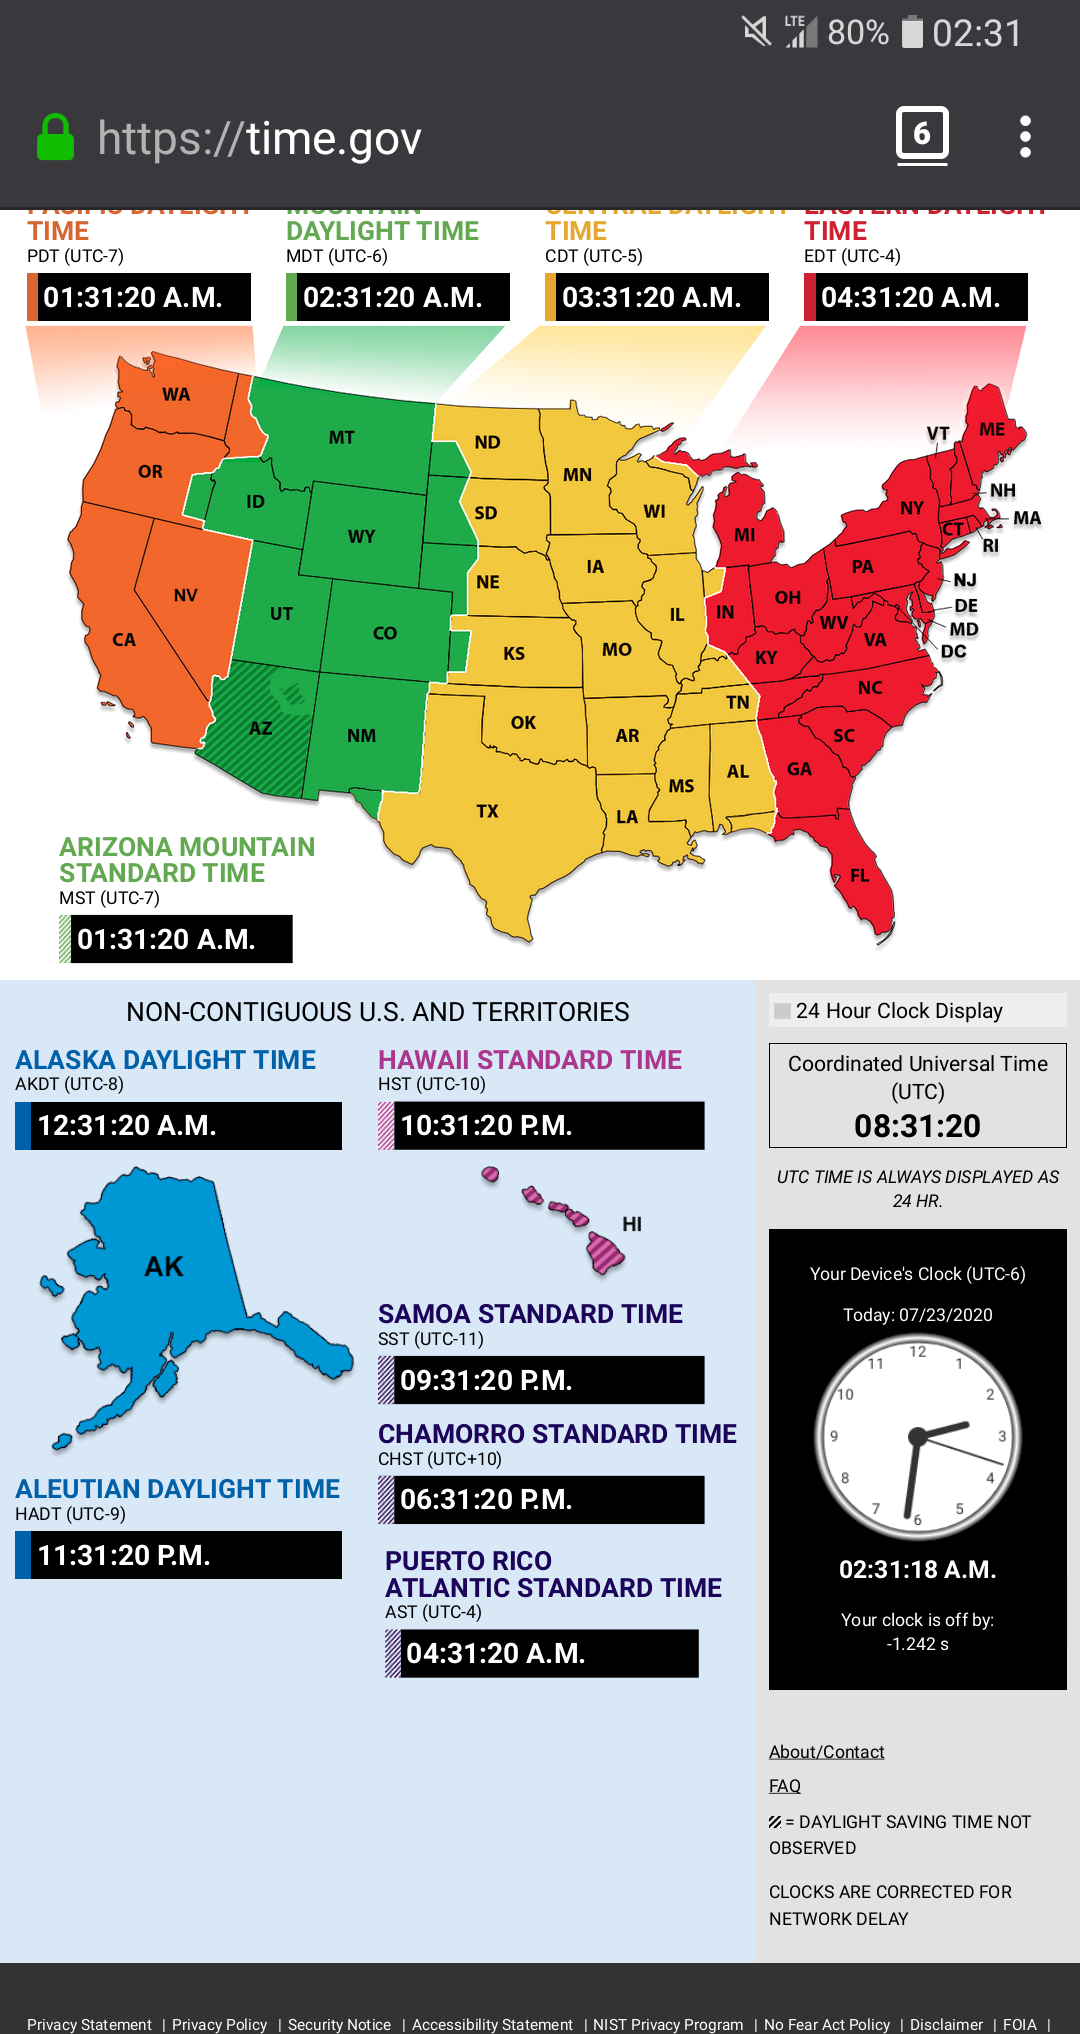 LTE 80% 02:31
https://time.gov 6
PACIFIC DAYLIGHT
TIME
PDT (UTC-7)
01:31:20 A.M.
MOUNTAIN
DAYLIGHT TIME
MDT (UTC-6)
02:31:20 A.M.
CENTRAL DAYLIGHT
TIME
CDT (UTC-5)
03:31:20 A.M.
EASTERN DAYLIGHT
TIME
EDT (UTC-4)
04:31:20 A.M.
WA
OR
CA
NV
ID
MT
WY
UT
CO
AZ
NM
ND
SD
NE
KS
OK
TX
MN
IA
MO
AR
LA
WI
IL
MS
AL
TN
MI
IN
OH
KY
WV
VA
NC
SC
GA
FL
PA
NY
VT
ME
NH
MA
CT
RI
NJ
DE
MD
DC
ARIZONA MOUNTAIN
STANDARD TIME
MST (UTC-7)
01:31:20 A.M.
NON-CONTIGUOUS U.S. AND TERRITORIES
ALASKA DAYLIGHT TIME
AKDT (UTC-8)
12:31:20 A.M.
AK
ALEUTIAN DAYLIGHT TIME
HADT (UTC-9)
11:31:20 P.M.
HAWAII STANDARD TIME
HST (UTC-10)
10:31:20 P.M.
HI
SAMOA STANDARD TIME
SST (UTC-11)
09:31:20 P.M.
CHAMORRO STANDARD TIME
CHST (UTC+10)
06:31:20 P.M.
PUERTO RICO
ATLANTIC STANDARD TIME
AST (UTC-4)
04:31:20 A.M.
24 Hour Clock Display
Coordinated Universal Time
(UTC)
08:31:20
UTC TIME IS ALWAYS DISPLAYED AS
24 HR.
Your Device's Clock (UTC-6)
Today: 07/23/2020
12
1
2
3
4
5
6
7
8
9
10
11
02:31:18 A.M.
Your clock is off by:
-1.242 s
About/Contact
FAQ
= DAYLIGHT SAVING TIME NOT
OBSERVED
CLOCKS ARE CORRECTED FOR
NETWORK DELAY
Privacy Statement | Privacy Policy | Security Notice | Accessibility Statement | NIST Privacy Program | No Fear Act Policy | Disclaimer | FOIA |